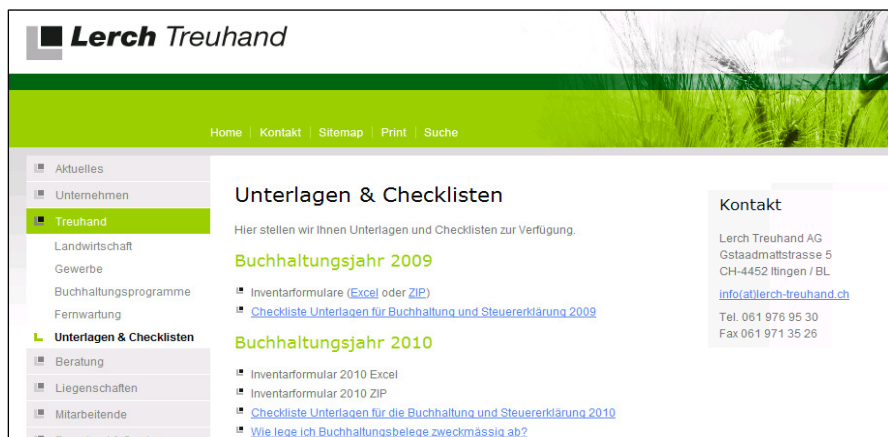 Lerch Treuhand
Home | Kontakt | Sitemap | Print | Suche
Aktuelles
Unternehmen
Treuhand
Landwirtschaft
Gewerbe
Buchhaltungsprogramme
Fernwartung
Unterlagen & Checklisten
Beratung
Liegenschaften
Mitarbeitende
Unterlagen & Checklisten
Hier stellen wir Ihnen Unterlagen und Checklisten zur Verfügung.
Buchhaltungsjahr 2009
Inventarformulare (Excel oder ZIP)
Checkliste Unterlagen für Buchhaltung und Steuererklärung 2009
Buchhaltungsjahr 2010
Inventarformular 2010 Excel
Inventarformular 2010 ZIP
Checkliste Unterlagen für die Buchhaltung und Steuererklärung 2010
Wie lege ich Buchhaltungsbelege zweckmässig ab?
Kontakt
Lerch Treuhand AG
Gstaadmattstrasse 5
CH-4452 Itingen / BL
info(at)lerch-treuhand.ch
Tel. 061 976 95 30
Fax 061 971 35 26